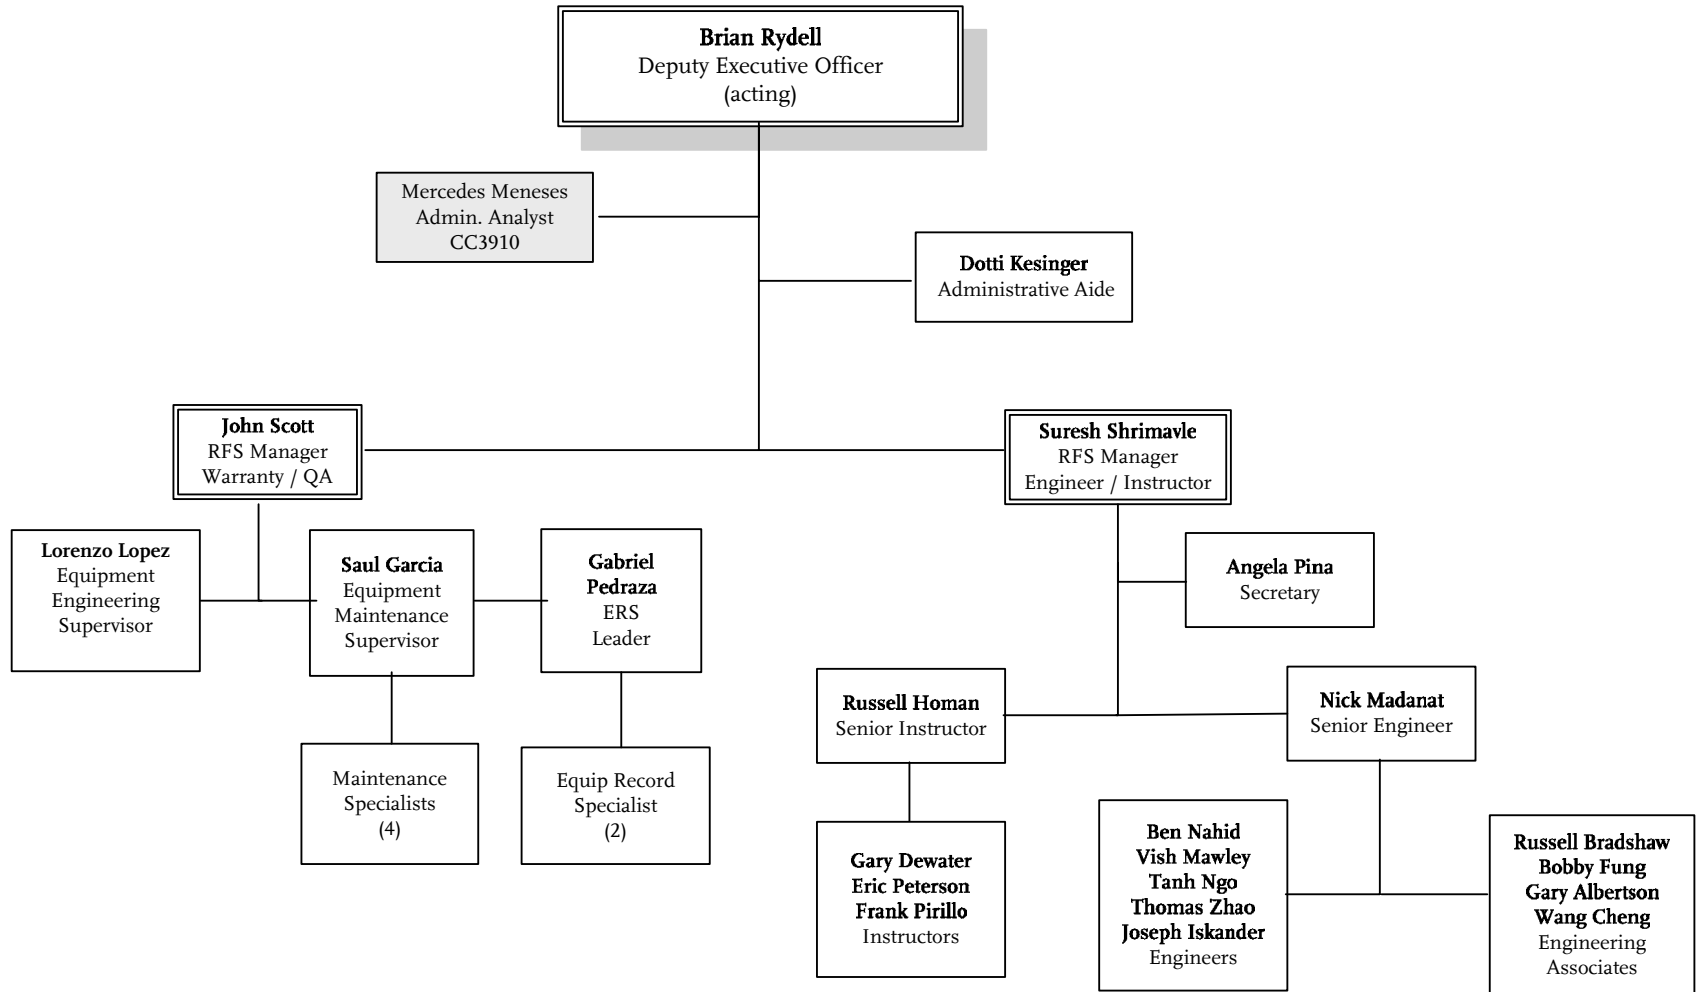 Brian Rydell
Deputy Executive Officer
(acting)
Mercedes Meneses
Admin. Analyst
CC3910
Dotti Kesinger
Administrative Aide
John Scott
RFS Manager
Warranty / QA
Suresh Shrimavle
RFS Manager
Engineer / Instructor
Lorenzo Lopez
Equipment
Engineering
Supervisor
Saul Garcia
Equipment
Maintenance
Supervisor
Gabriel
Pedraza
ERS
Leader
Angela Pina
Secretary
Russell Homan
Senior Instructor
Nick Madanat
Senior Engineer
Maintenance
Specialists
(4)
Equip Record
Specialist
(2)
Gary Dewater
Eric Peterson
Frank Pirillo
Instructors
Ben Nahid
Vish Mawley
Tanh Ngo
Thomas Zhao
Joseph Iskander
Engineers
Russell Bradshaw
Bobby Fung
Gary Albertson
Wang Cheng
Engineering
Associates